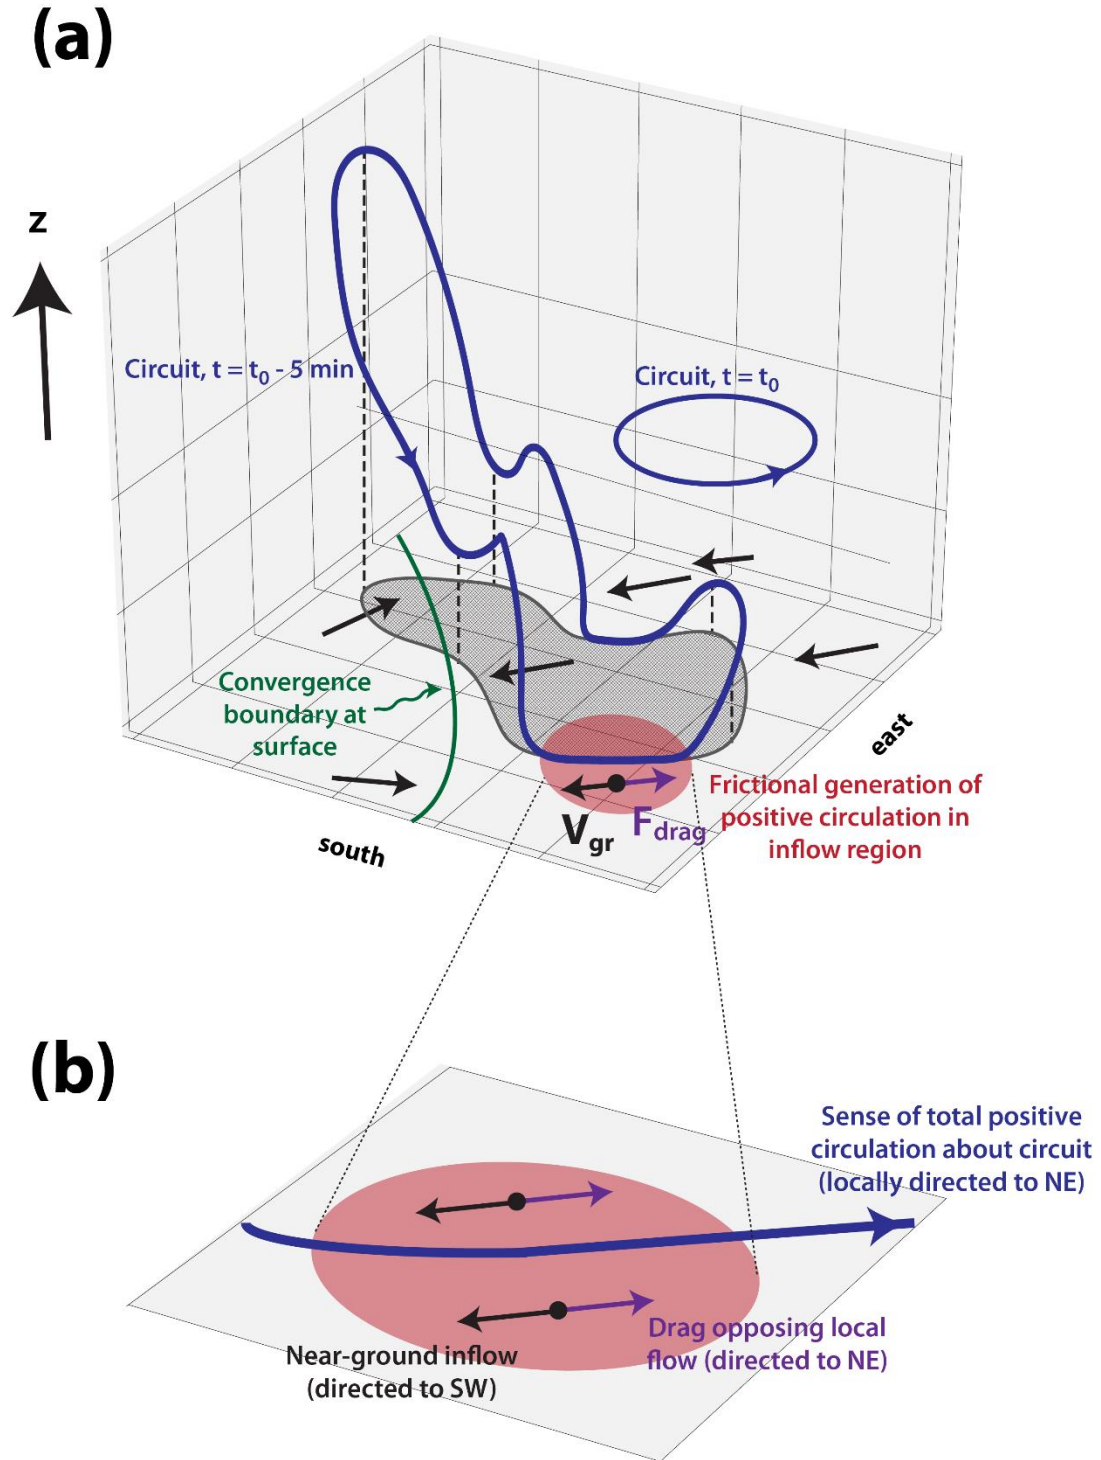 (a)
z
Circuit, t = t0 - 5 min
Circuit, t = t0
Convergence
boundary at
surface
east
south
Vgr
Fdrag
Frictional generation of
positive circulation in
inflow region
(b)
Sense of total positive
circulation about circuit
(locally directed to NE)
Drag opposing local
flow (directed to NE)
Near-ground inflow
(directed to SW)